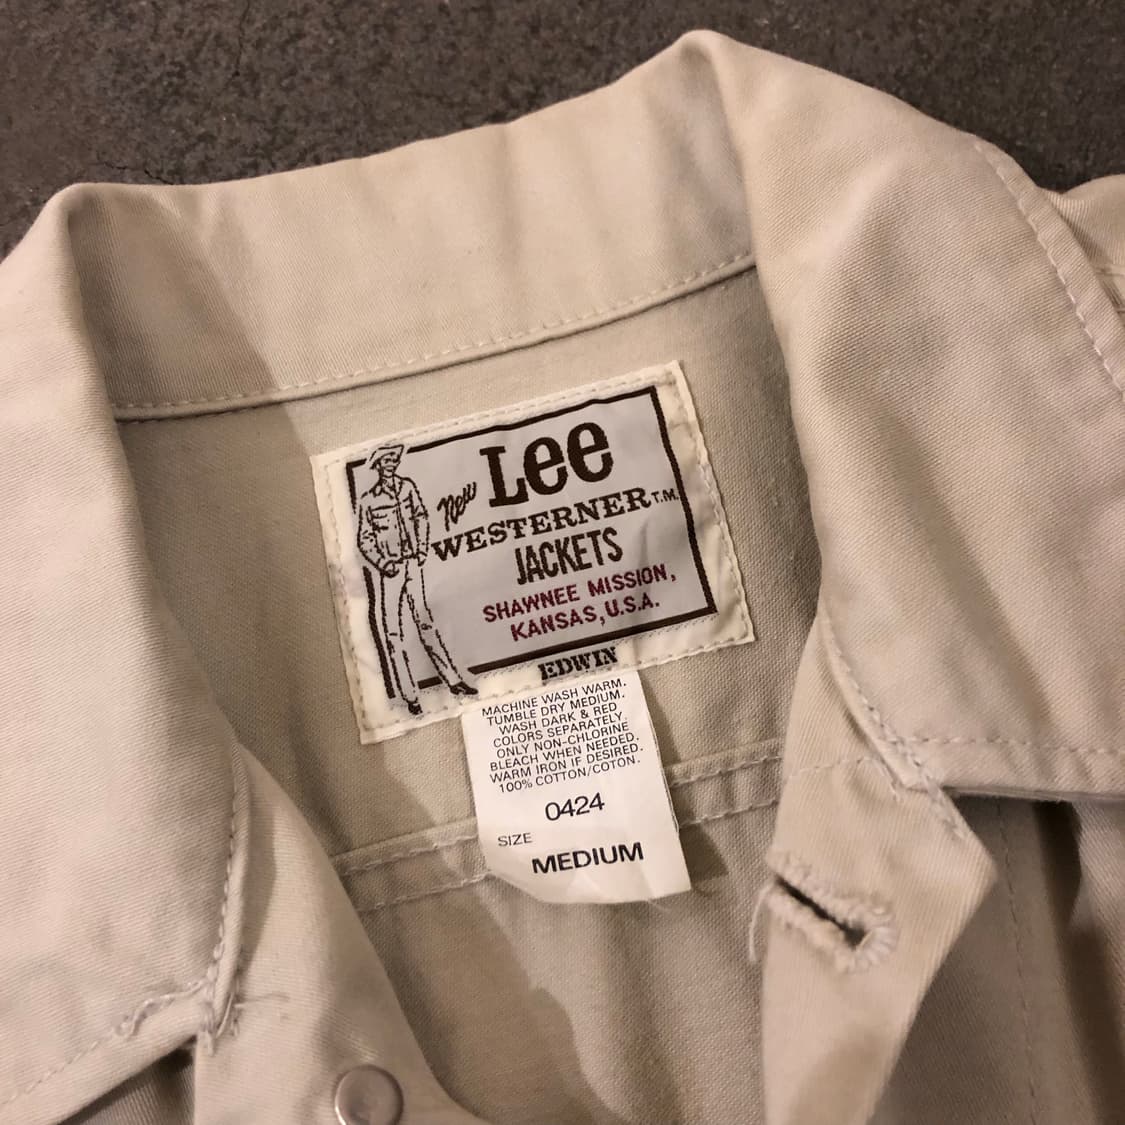 New Lee
WESTERNER T.M.
JACKETS
SHAWNEE MISSION,
KANSAS, U.S.A.
EDWIN
MACHINE WASH WARM.
TUMBLE DRY MEDIUM.
WASH DARK & RED
COLORS SEPARATELY.
ONLY NON-CHLORINE
BLEACH WHEN NEEDED.
WARM IRON IF DESIRED.
100% COTTON/COTON.
0424
SIZE
MEDIUM